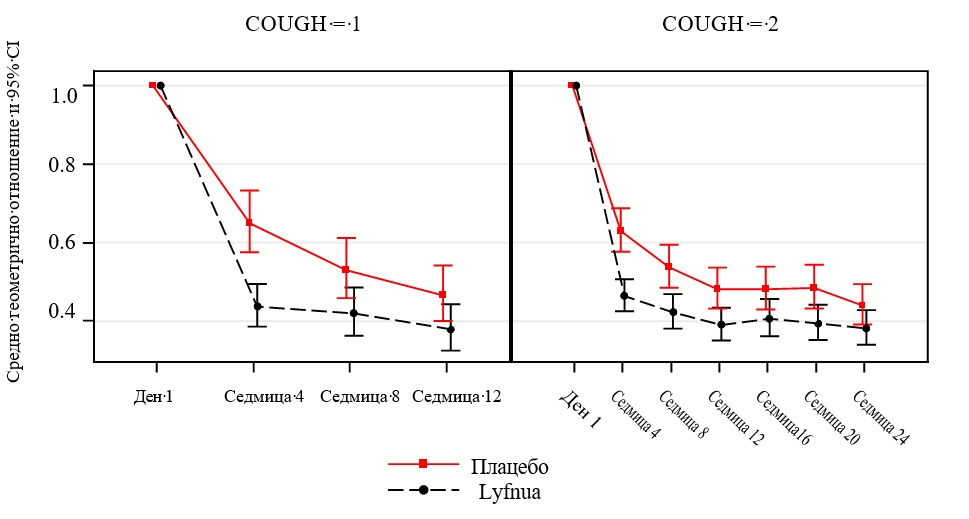 COUGH·=·1
COUGH·=·2
Средно·геометрично·отношение·и·95%·CI
1.0
0.8
0.6
0.4
Ден·1
Седмица·4
Седмица·8
Седмица·12
Ден 1
Седмица 4
Седмица 8
Седмица 12
Седмица16
Седмица 20
Седмица 24
Плацебо
Lyfnua